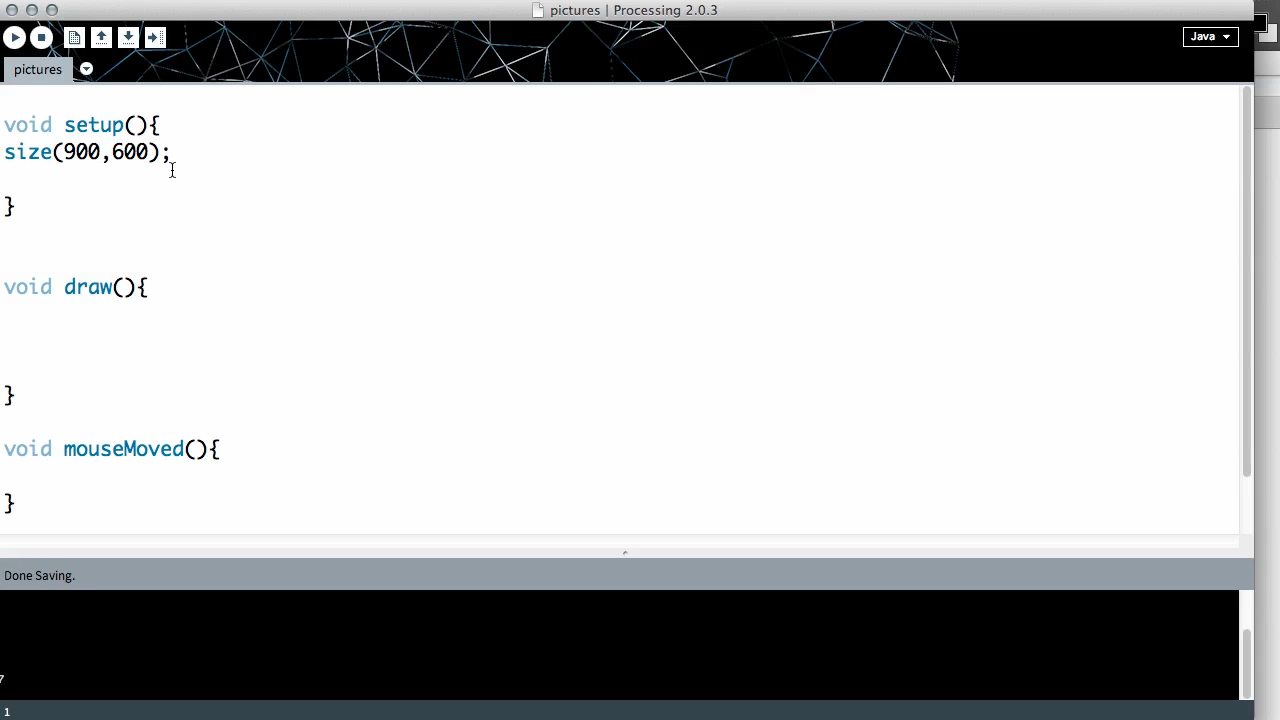 pictures | Processing 2.0.3
Java
pictures
void setup(){
size(900,600);
}
void draw(){
}
void mouseMoved(){
}
Done Saving.
7
1